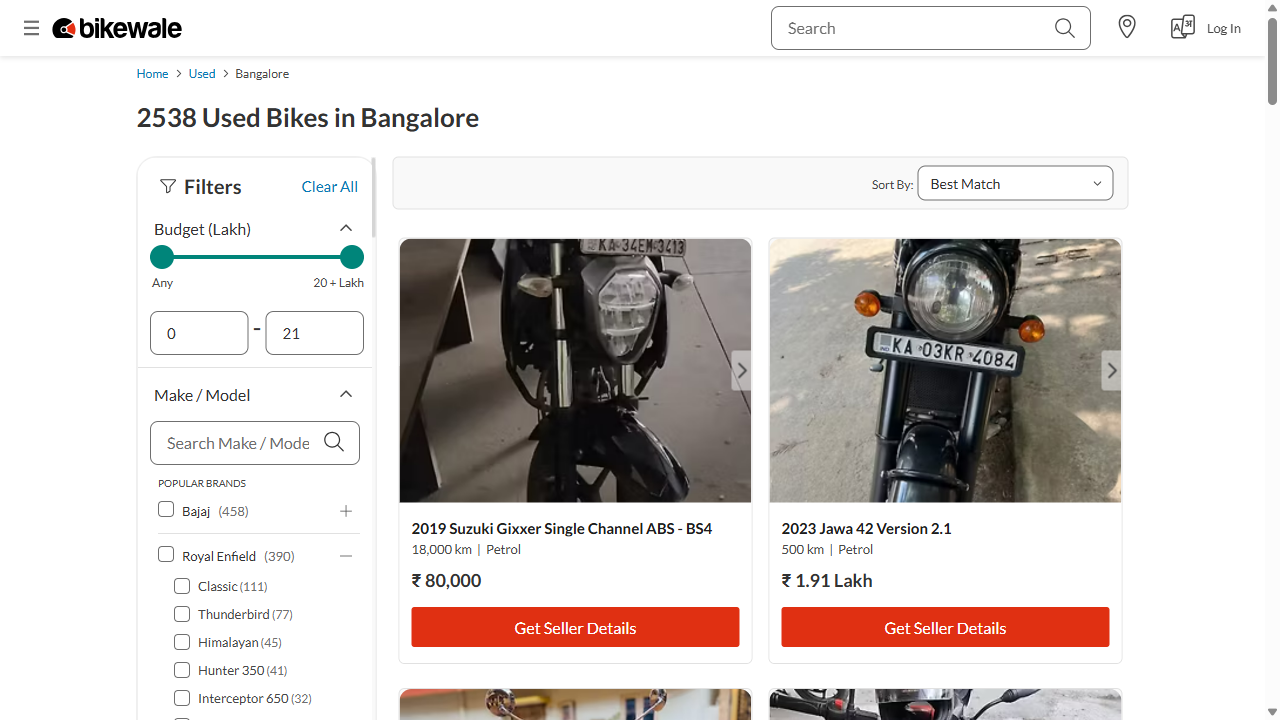 bikewale
Search
Log In
Home > Used > Bangalore
2538 Used Bikes in Bangalore
Filters
Clear All
Budget (Lakh)
Any
20 + Lakh
0 - 21
Make / Model
Search Make / Mode
POPULAR BRANDS
Bajaj (458)
Royal Enfield (390)
Classic (111)
Thunderbird (77)
Himalayan (45)
Hunter 350 (41)
Interceptor 650 (32)
Sort By: Best Match
KA 34EM 3413
2019 Suzuki Gixxer Single Channel ABS - BS4
18,000 km | Petrol
₹ 80,000
Get Seller Details
IND KA 03KR 4084
2023 Jawa 42 Version 2.1
500 km | Petrol
₹ 1.91 Lakh
Get Seller Details